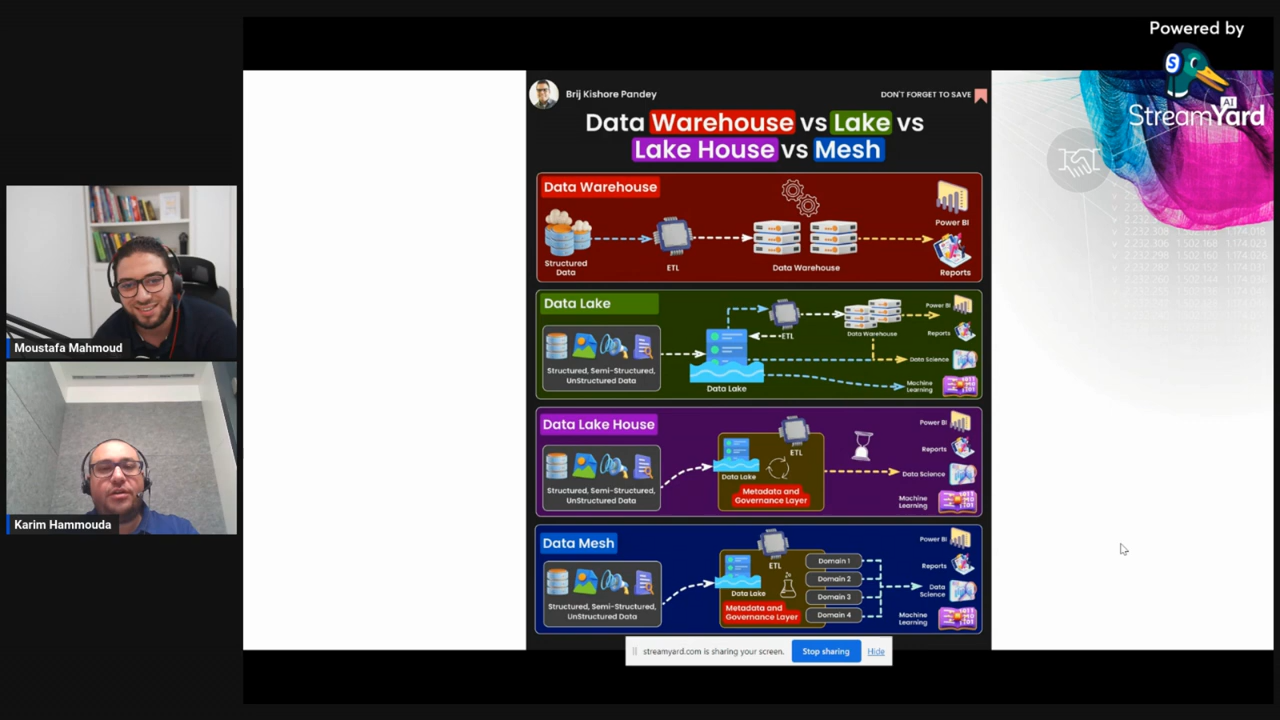 Powered by
S
StreamYard
AI
Moustafa Mahmoud
Karim Hammouda
Brij Kishore Pandey
DON'T FORGET TO SAVE
Data Warehouse vs Lake vs
Lake House vs Mesh
Data Warehouse
Structured
Data
ETL
Data Warehouse
Power BI
Reports
Data Lake
Structured, Semi-Structured,
UnStructured Data
Data Lake
ETL
Data Warehouse
Power BI
Reports
Data Science
Machine
Learning
Data Lake House
Structured, Semi-Structured,
UnStructured Data
Data Lake
ETL
Metadata and
Governance Layer
Power BI
Reports
Data Science
Machine
Learning
Data Mesh
Structured, Semi-Structured,
UnStructured Data
ETL
Data Lake
Metadata and
Governance Layer
Domain 1
Domain 2
Domain 3
Domain 4
Power BI
Reports
Data
Science
Machine
Learning
streamyard.com is sharing your screen.
Stop sharing
Hide